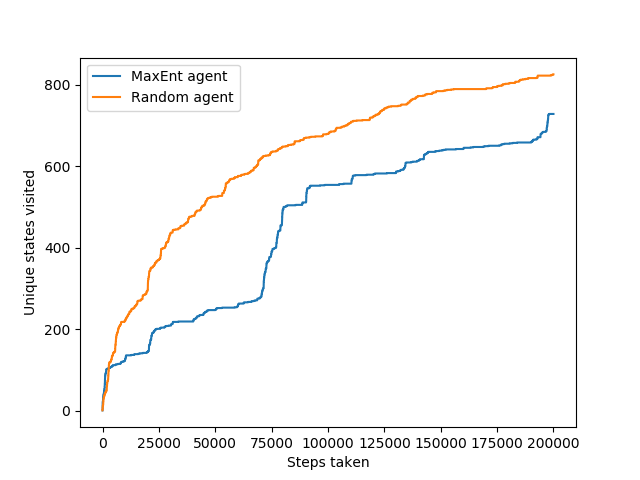 MaxEnt agent
Random agent
800
600
400
200
0
Unique states visited
0 25000 50000 75000 100000 125000 150000 175000 200000
Steps taken